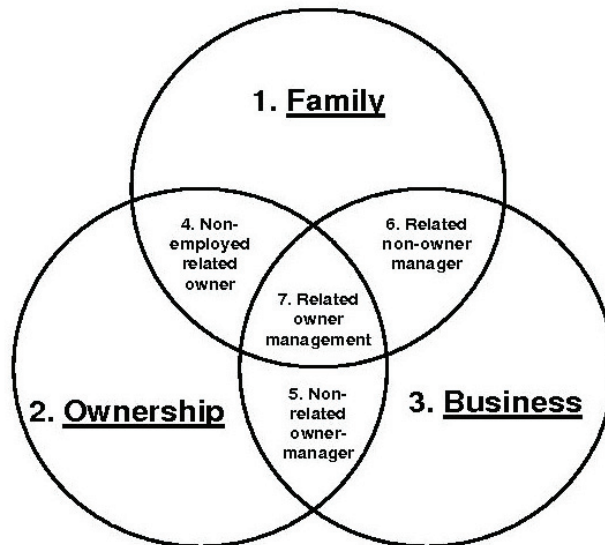 1. Family
4. Non-
employed
related
owner
6. Related
non-owner
manager
7. Related
owner
management
2. Ownership
5. Non-
related
owner-
manager
3. Business